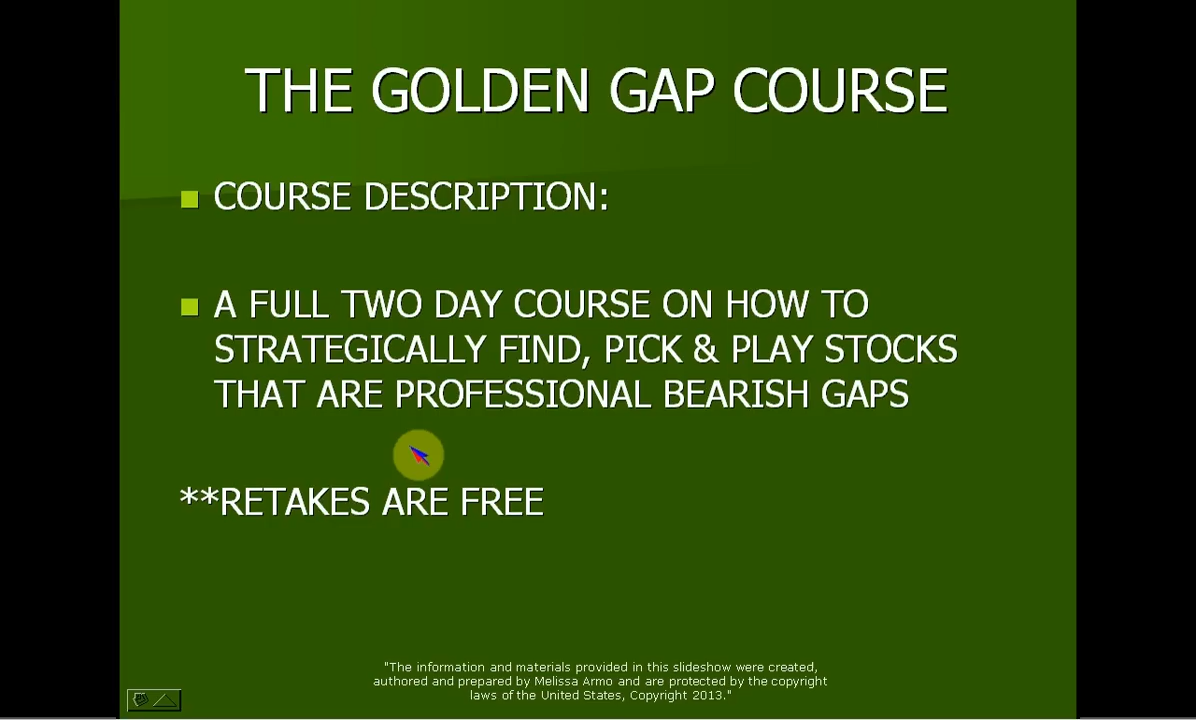 THE GOLDEN GAP COURSE
COURSE DESCRIPTION:
A FULL TWO DAY COURSE ON HOW TO
STRATEGICALLY FIND, PICK & PLAY STOCKS
THAT ARE PROFESSIONAL BEARISH GAPS
**RETAKES ARE FREE
"The information and materials provided in this slideshow were created,
authored and prepared by Melissa Armo and are protected by the copyright
laws of the United States, Copyright 2013."